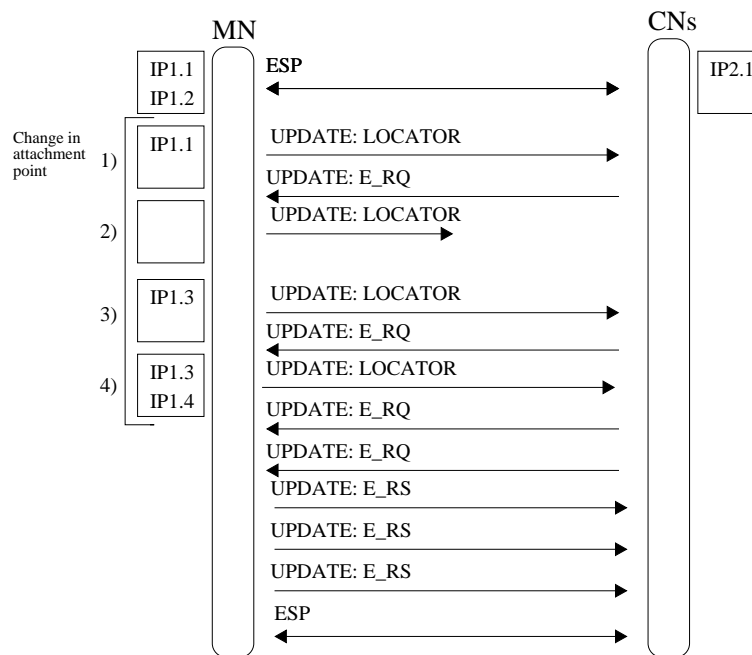 MN
CNs
IP1.1
IP1.2
ESP
IP2.1
Change in
attachment
point
1)
IP1.1
UPDATE: LOCATOR
UPDATE: E_RQ
2)
UPDATE: LOCATOR
3)
IP1.3
UPDATE: LOCATOR
UPDATE: E_RQ
4)
IP1.3
IP1.4
UPDATE: LOCATOR
UPDATE: E_RQ
UPDATE: E_RQ
UPDATE: E_RS
UPDATE: E_RS
UPDATE: E_RS
ESP